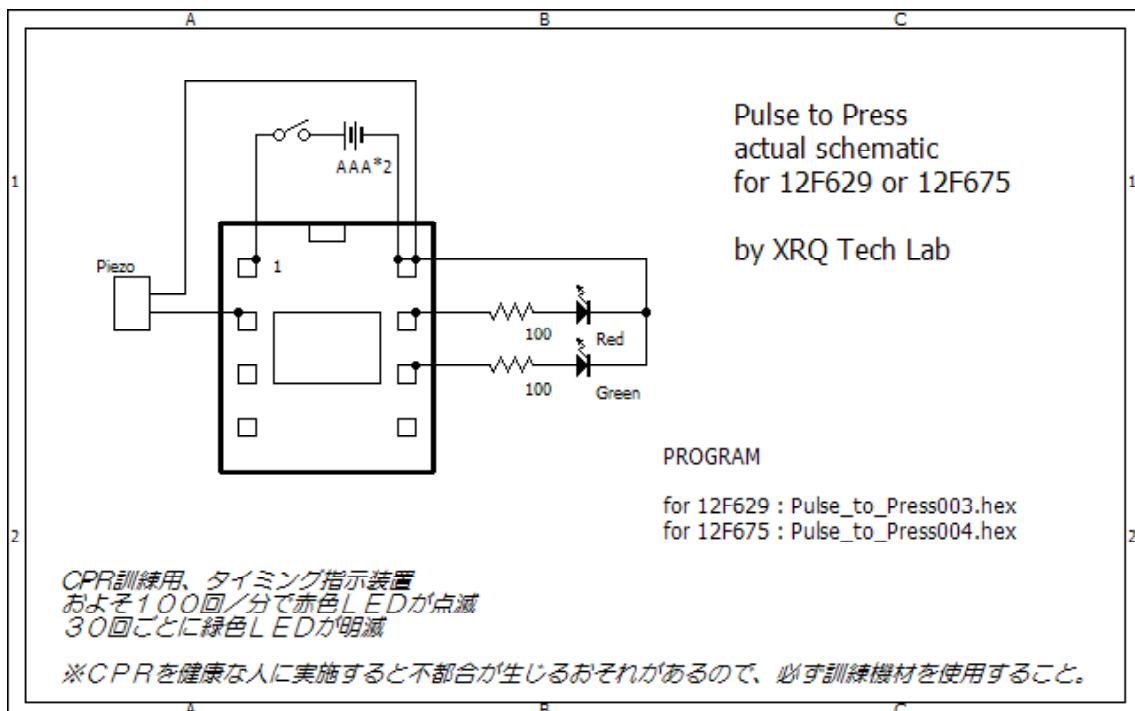 A B C
Pulse to Press
actual schematic
for 12F629 or 12F675
by XRQ Tech Lab
AAA*2
1 1
Piezo
1
100
Red
100
Green
PROGRAM
for 12F629 : Pulse_to_Press003.hex
for 12F675 : Pulse_to_Press004.hex
2 2
CPR訓練用、タイミング指示装置
およそ１００回／分で赤色ＬＥＤが点滅
３０回ごとに緑色ＬＥＤが明滅
※ＣＰＲを健康な人に実施すると不都合が生じるおそれがあるので、必ず訓練機材を使用すること。
A B C